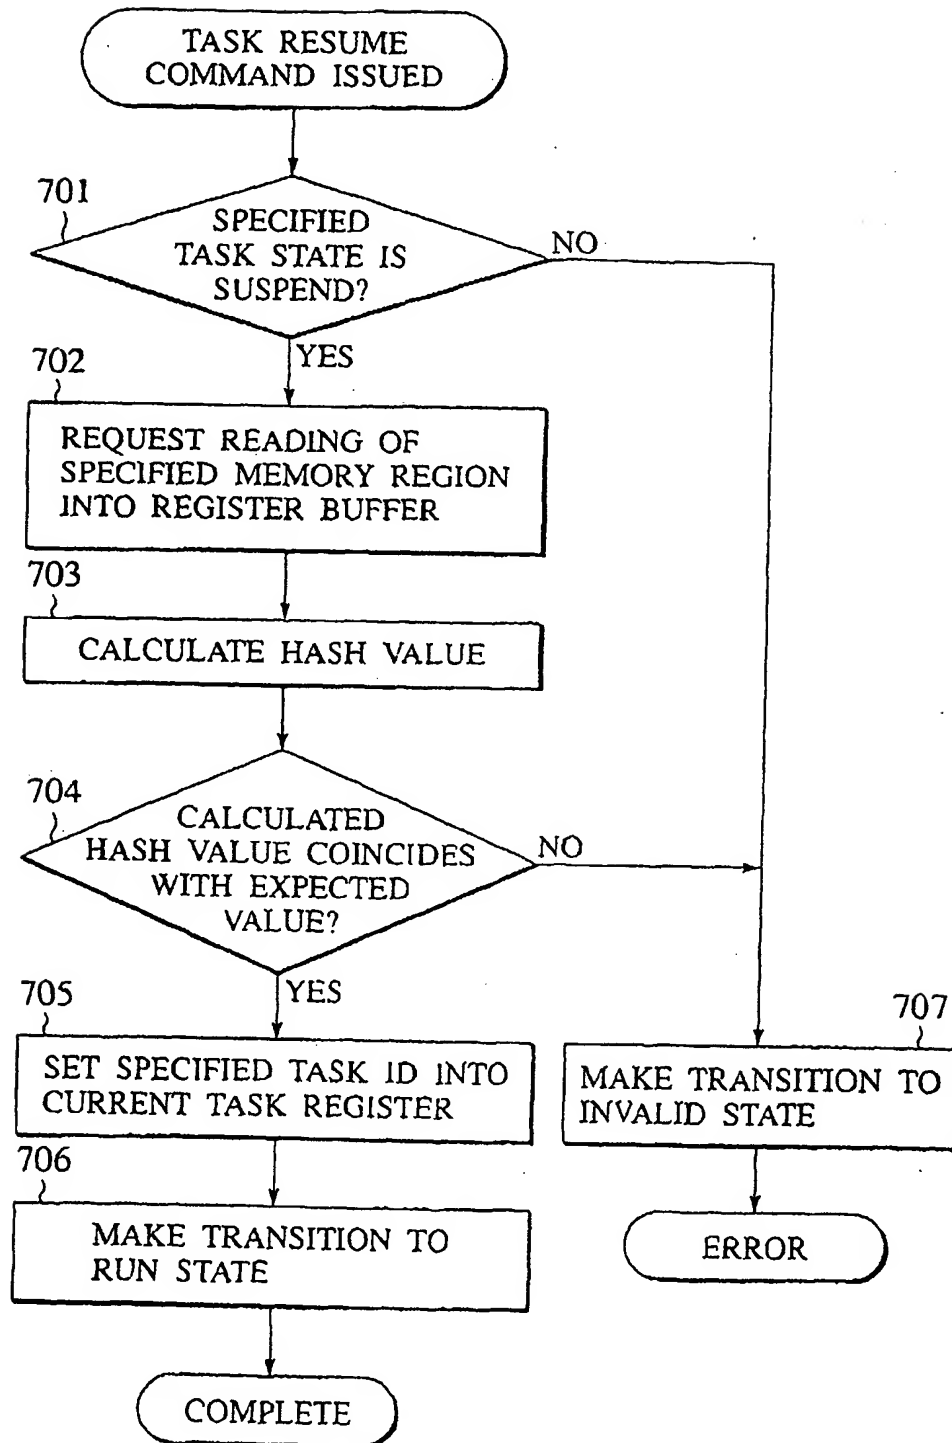 TASK RESUME
COMMAND ISSUED
701
SPECIFIED
TASK STATE IS
SUSPEND?
NO
YES
702
REQUEST READING OF
SPECIFIED MEMORY REGION
INTO REGISTER BUFFER
703
CALCULATE HASH VALUE
704
CALCULATED
HASH VALUE COINCIDES
WITH EXPECTED
VALUE?
NO
YES
705
SET SPECIFIED TASK ID INTO
CURRENT TASK REGISTER
707
MAKE TRANSITION TO
INVALID STATE
706
MAKE TRANSITION TO
RUN STATE
ERROR
COMPLETE